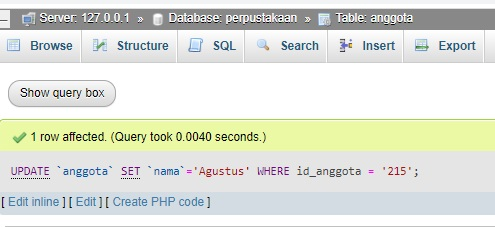 Server: 127.0.0.1 » Database: perpustakaan » Table: anggota
Browse Structure SQL Search Insert Export
Show query box
1 row affected. (Query took 0.0040 seconds.)
UPDATE `anggota` SET `nama`='Agustus' WHERE id_anggota = '215';
[ Edit inline ] [ Edit ] [ Create PHP code ]